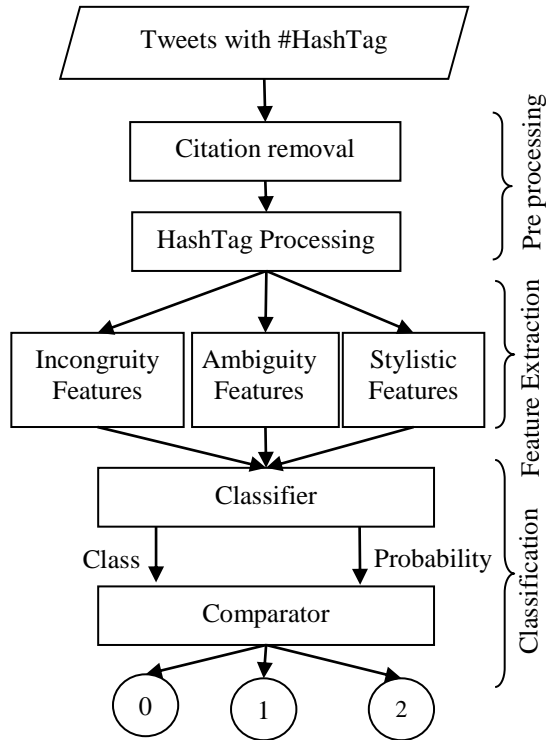 Tweets with #HashTag
Citation removal
HashTag Processing
Pre processing
Incongruity
Features
Ambiguity
Features
Stylistic
Features
Feature Extraction
Classifier
Class
Probability
Comparator
Classification
0
1
2